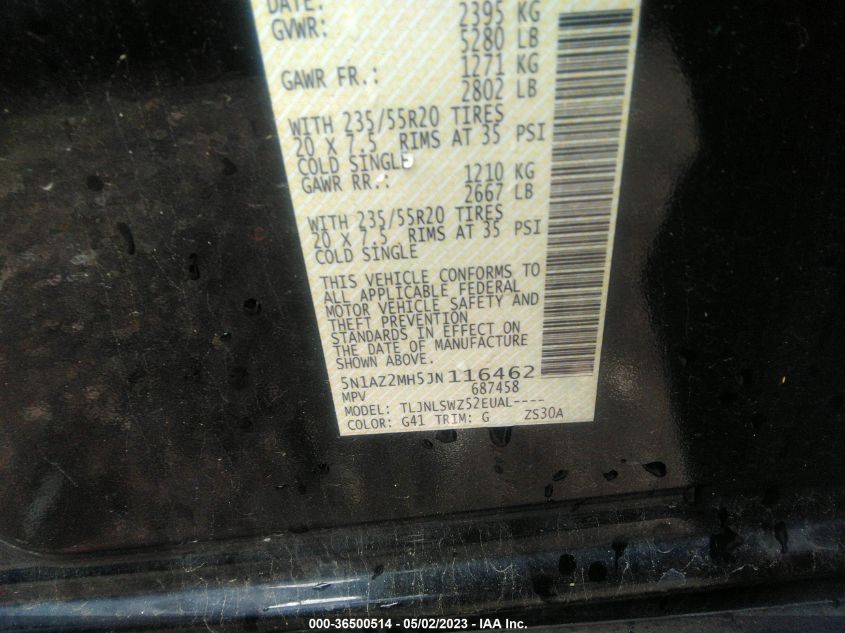 DATE: 2395 KG
GVWR: 5280 LB
GAWR FR.: 1271 KG
2802 LB
WITH 235/55R20 TIRES
20 X 7.5 RIMS AT 35 PSI
COLD SINGLE
GAWR RR.: 1210 KG
2667 LB
WITH 235/55R20 TIRES
20 X 7.5 RIMS AT 35 PSI
COLD SINGLE
THIS VEHICLE CONFORMS TO
ALL APPLICABLE FEDERAL
MOTOR VEHICLE SAFETY AND
THEFT PREVENTION
STANDARDS IN EFFECT ON
THE DATE OF MANUFACTURE
SHOWN ABOVE.
5N1AZ2MH5JN116462
MPV 687458
MODEL: TLJNLSWZ52EUAL----
COLOR: G41 TRIM: G ZS30A
000-36500514 - 05/02/2023 - IAA Inc.